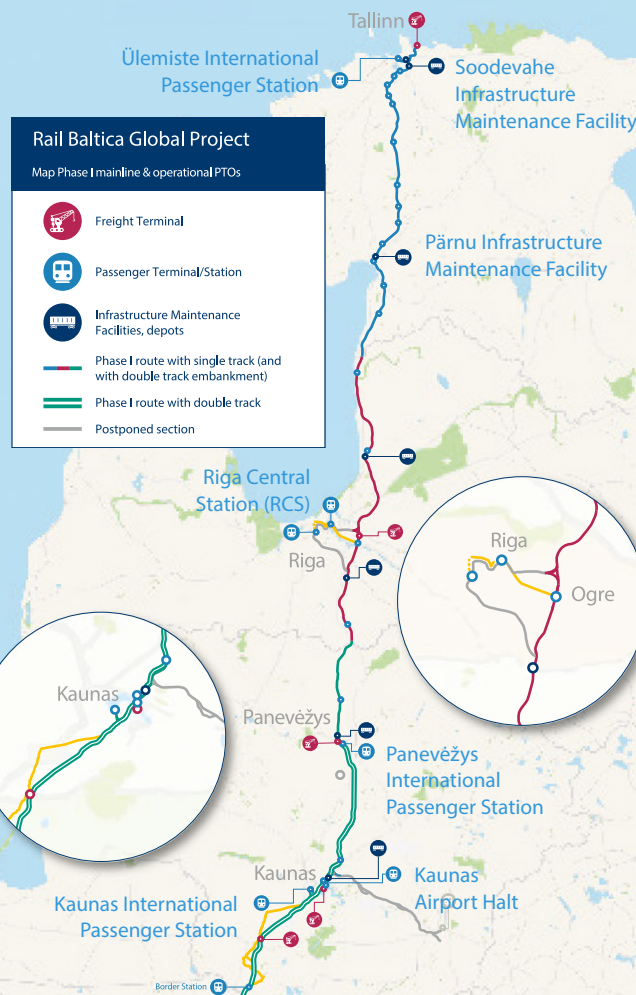 Tallinn
Ülemiste International
Passenger Station
Soodevahe
Infrastructure
Maintenance Facility
Rail Baltica Global Project
Map Phase I mainline & operational PTOs
Freight Terminal
Passenger Terminal/Station
Infrastructure Maintenance
Facilities, depots
Phase I route with single track (and
with double track embankment)
Phase I route with double track
Postponed section
Pärnu Infrastructure
Maintenance Facility
Riga Central
Station (RCS)
Riga
Riga
Ogre
Kaunas
Panevėžys
Panevėžys
International
Passenger Station
Kaunas
Kaunas
Airport Halt
Kaunas International
Passenger Station
Border Station